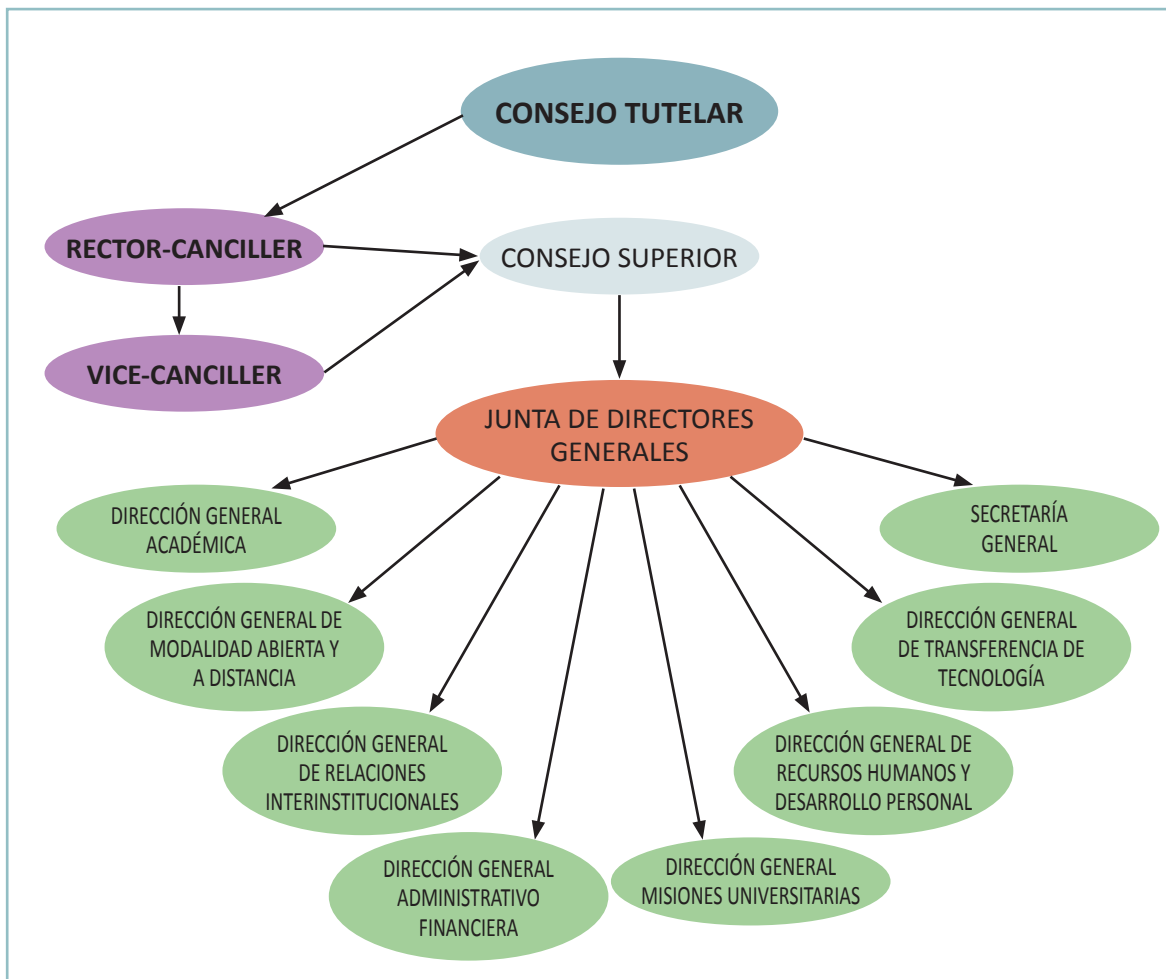 CONSEJO TUTELAR
RECTOR-CANCILLER
CONSEJO SUPERIOR
VICE-CANCILLER
JUNTA DE DIRECTORES
GENERALES
DIRECCIÓN GENERAL
ACADÉMICA
SECRETARÍA
GENERAL
DIRECCIÓN GENERAL DE
MODALIDAD ABIERTA Y
A DISTANCIA
DIRECCIÓN GENERAL
DE TRANSFERENCIA DE
TECNOLOGÍA
DIRECCIÓN GENERAL
DE RELACIONES
INTERINSTITUCIONALES
DIRECCIÓN GENERAL DE
RECURSOS HUMANOS Y
DESARROLLO PERSONAL
DIRECCIÓN GENERAL
ADMINISTRATIVO
FINANCIERA
DIRECCIÓN GENERAL
MISIONES UNIVERSITARIAS